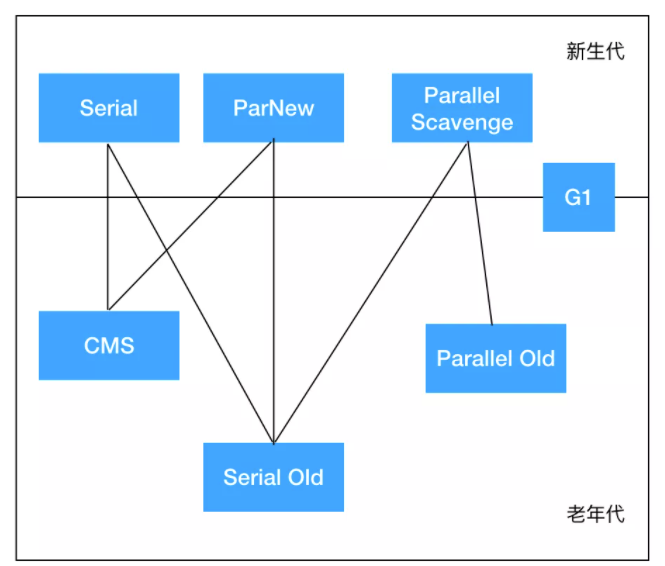 新生代
Serial
ParNew
Parallel
Scavenge
G1
CMS
Parallel Old
Serial Old
老年代